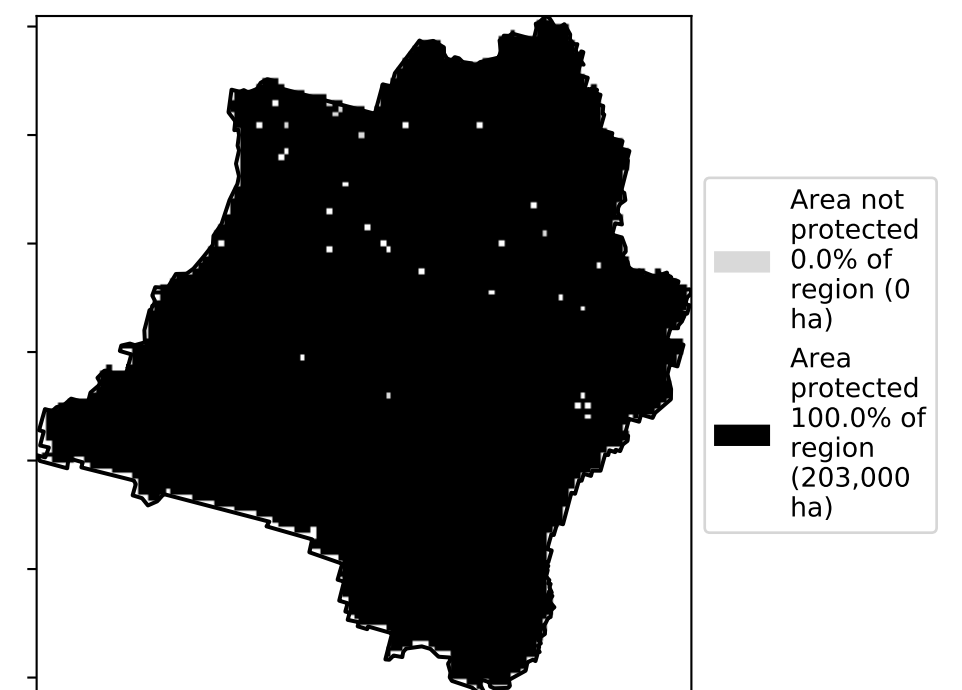 Area not
protected
0.0% of
region (0
ha)
Area
protected
100.0% of
region
(203,000
ha)